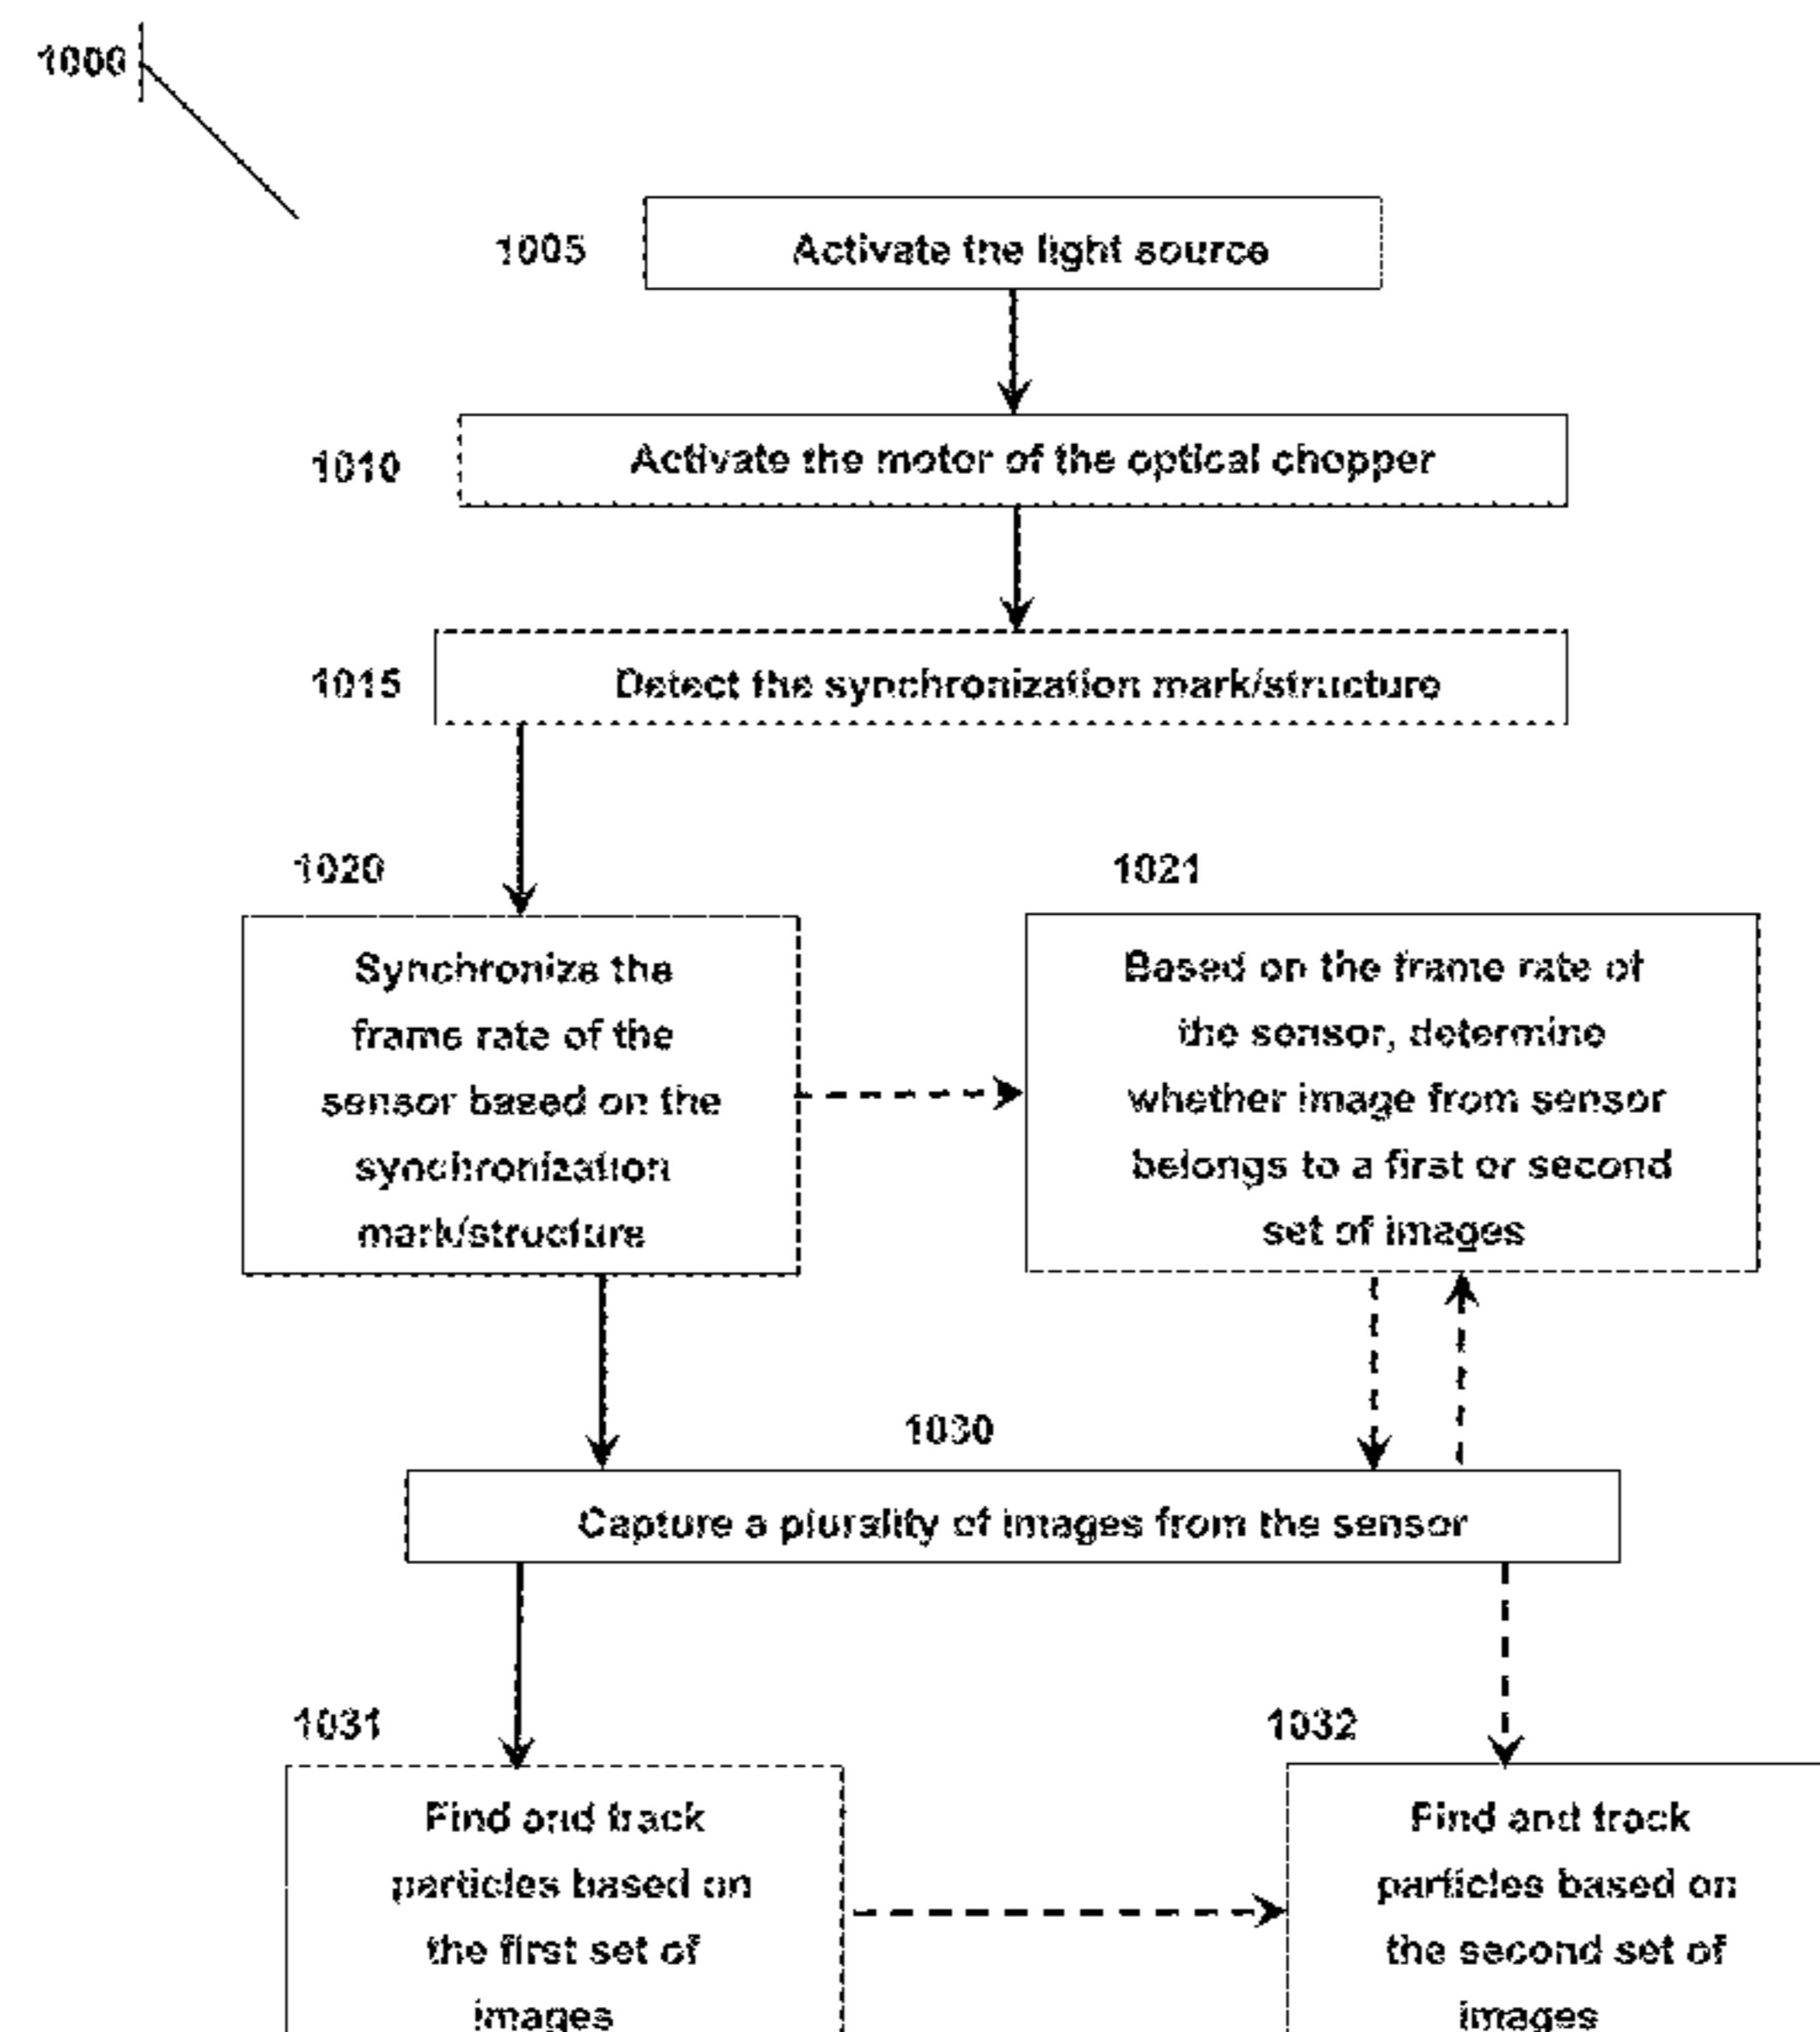 1000
1005
Activate the light source
1010
Activate the motor of the optical chopper
1015
Detect the synchronization mark/structure
1020
1021
Synchronize the
frame rate of the
sensor based on the
synchronization
mark/structure
Based on the frame rate of
the sensor, determine
whether image from sensor
belongs to a first or second
set of images
1030
Capture a plurality of images from the sensor
1031
1032
Find and track
particles based on
the first set of
images
Find and track
particles based on
the second set of
images